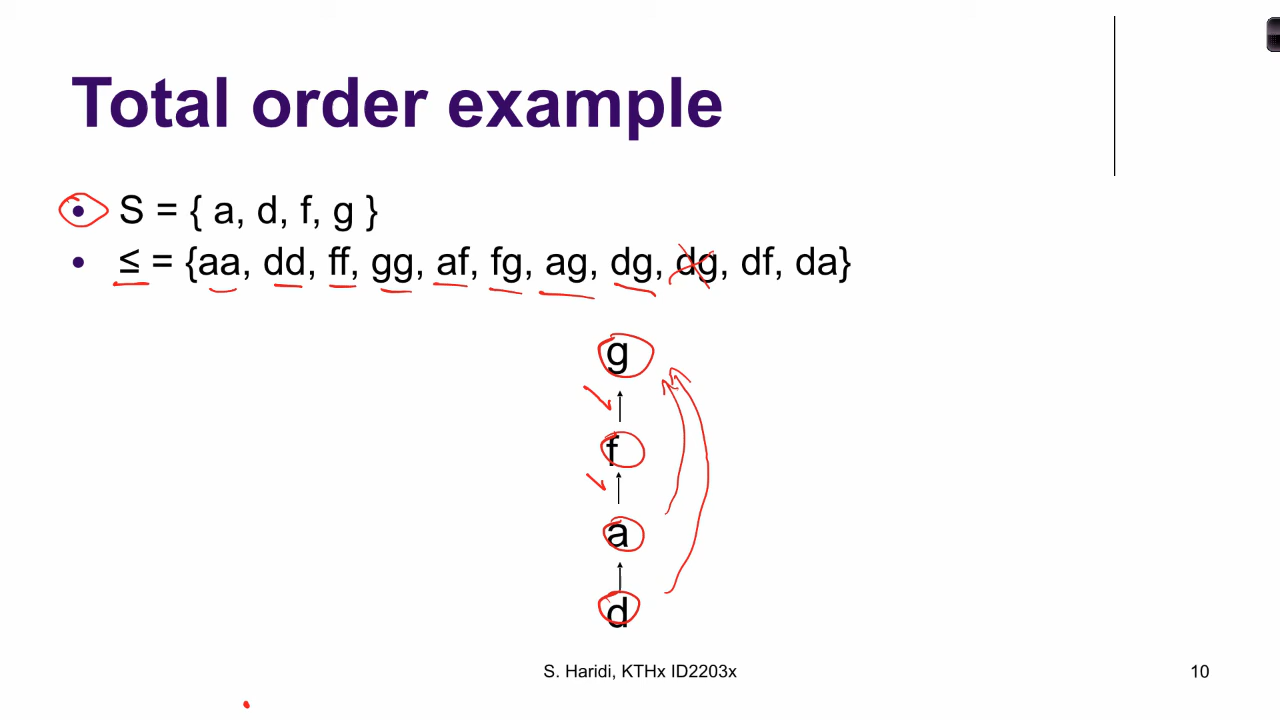 Total order example
• S = { a, d, f, g }
• ≤ = {aa, dd, ff, gg, af, fg, ag, dg, dg, df, da}
g
f
a
d
S. Haridi, KTHx ID2203x
10